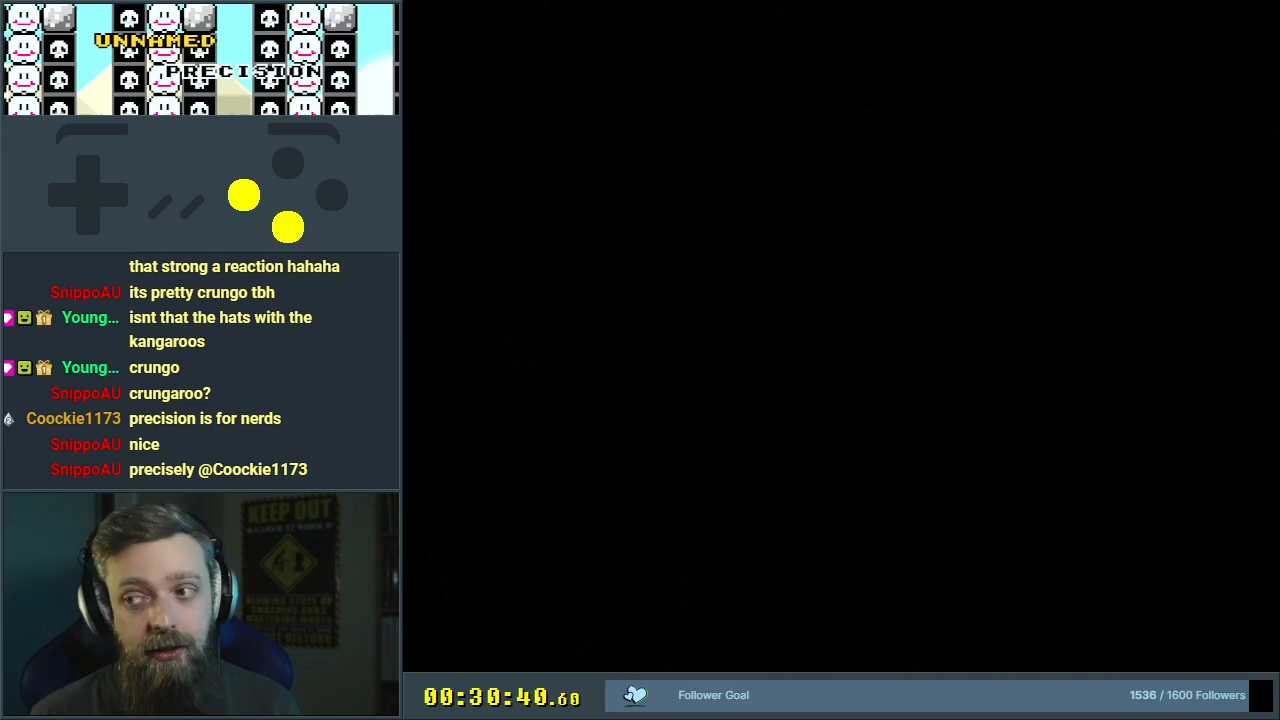 UNNAMED
PRECISION
that strong a reaction hahaha
SnippoAU its pretty crungo tbh
Young... isnt that the hats with the
kangaroos
Young... crungo
SnippoAU crungaroo?
Coockie1173 precision is for nerds
SnippoAU nice
SnippoAU precisely @Coockie1173
KEEP OUT
00:30:40.60
Follower Goal
1536 / 1600 Followers